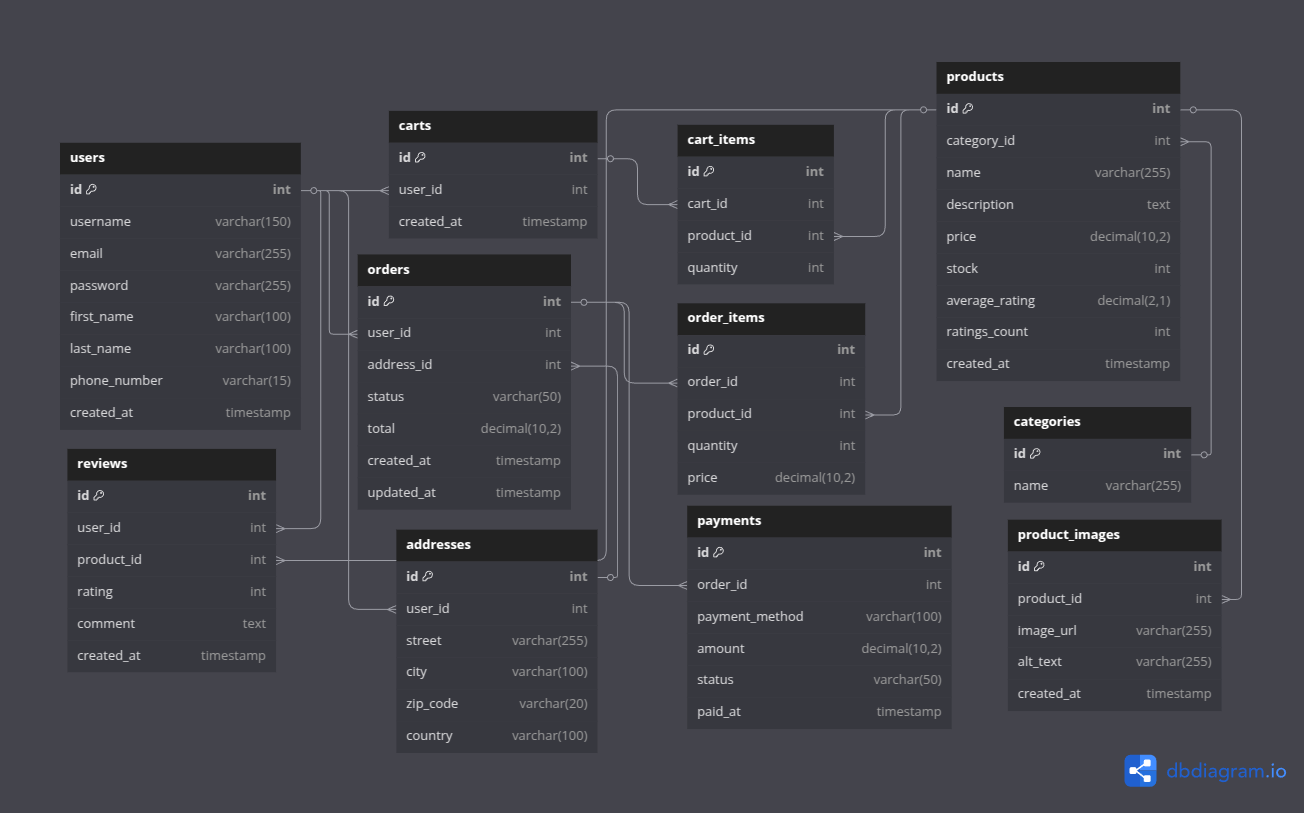 users
id int
username varchar(150)
email varchar(255)
password varchar(255)
first_name varchar(100)
last_name varchar(100)
phone_number varchar(15)
created_at timestamp
reviews
id int
user_id int
product_id int
rating int
comment text
created_at timestamp
carts
id int
user_id int
created_at timestamp
orders
id int
user_id int
address_id int
status varchar(50)
total decimal(10,2)
created_at timestamp
updated_at timestamp
addresses
id int
user_id int
street varchar(255)
city varchar(100)
zip_code varchar(20)
country varchar(100)
cart_items
id int
cart_id int
product_id int
quantity int
order_items
id int
order_id int
product_id int
quantity int
price decimal(10,2)
payments
id int
order_id int
payment_method varchar(100)
amount decimal(10,2)
status varchar(50)
paid_at timestamp
products
id int
category_id int
name varchar(255)
description text
price decimal(10,2)
stock int
average_rating decimal(2,1)
ratings_count int
created_at timestamp
categories
id int
name varchar(255)
product_images
id int
product_id int
image_url varchar(255)
alt_text varchar(255)
created_at timestamp
dbdiagram.io